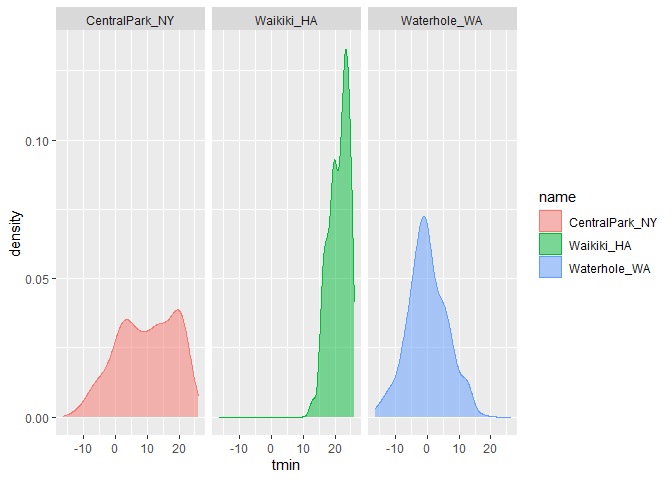 CentralPark_NY Waikiki_HA Waterhole_WA
0.10
0.05
0.00
density
-10 0 10 20 -10 0 10 20 -10 0 10 20
tmin
name
CentralPark_NY
Waikiki_HA
Waterhole_WA